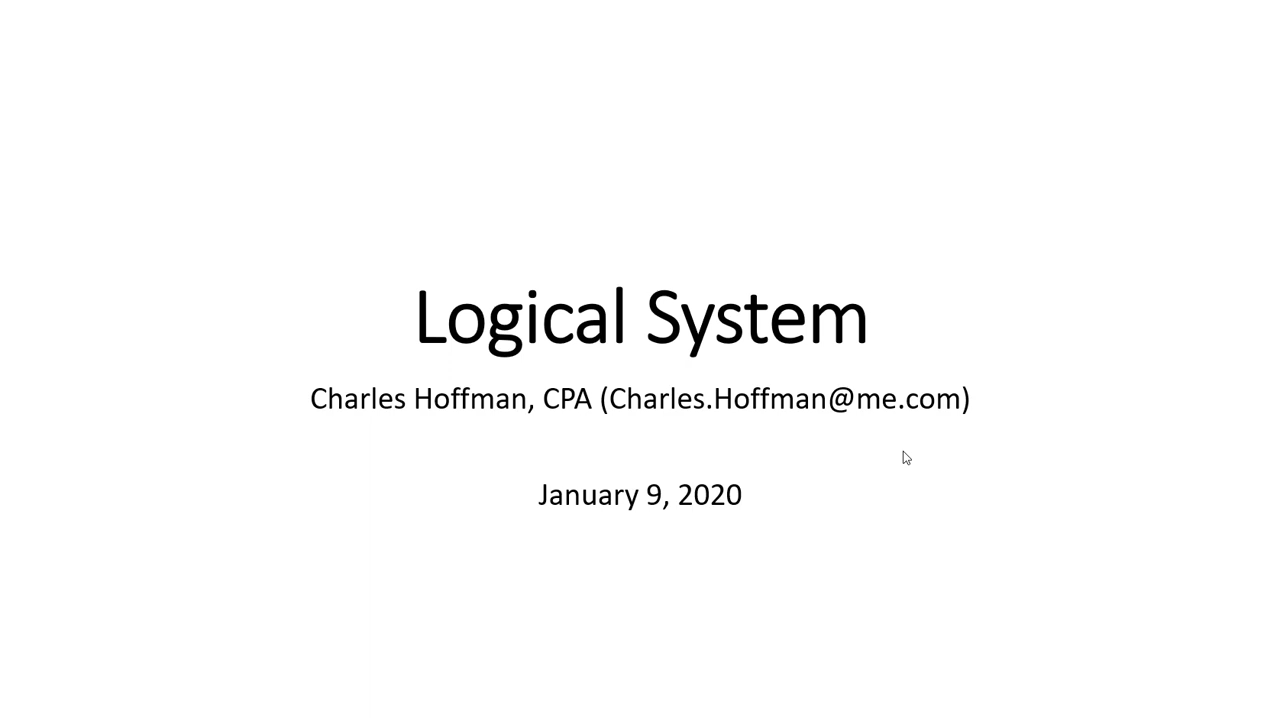 Logical System
Charles Hoffman, CPA (Charles.Hoffman@me.com)
January 9, 2020